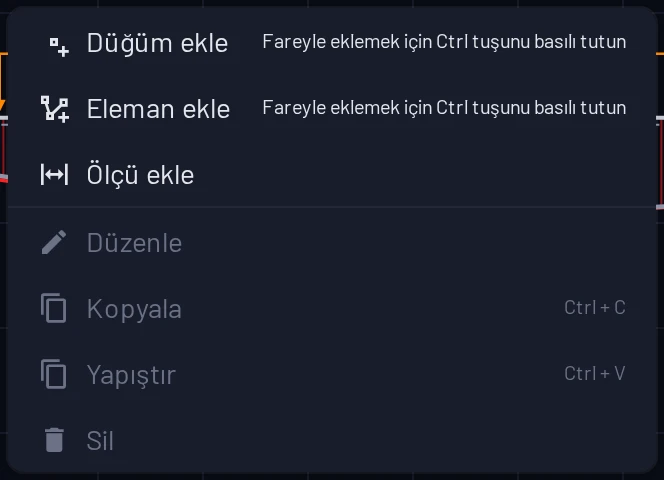 Düğüm ekle Fareyle eklemek için Ctrl tuşunu basılı tutun
Eleman ekle Fareyle eklemek için Ctrl tuşunu basılı tutun
Ölçü ekle
Düzenle
Kopyala Ctrl + C
Yapıştır Ctrl + V
Sil